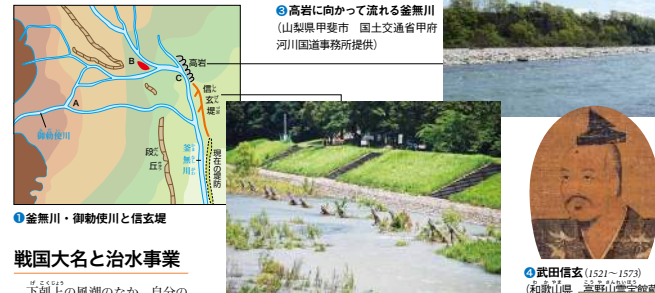 ❸高岩に向かって流れる釜無川
(山梨県甲斐市　国土交通省甲府
河川国道事務所提供)
B
高岩
C
信玄堤
A
御勅使川
段丘
釜無川
現在の堤防
❶釜無川・御勅使川と信玄堤
戦国大名と治水事業
下剋上の風潮のなか、自分の
❹武田信玄(1521〜1573)
(和歌山県　高野山霊宝館蔵